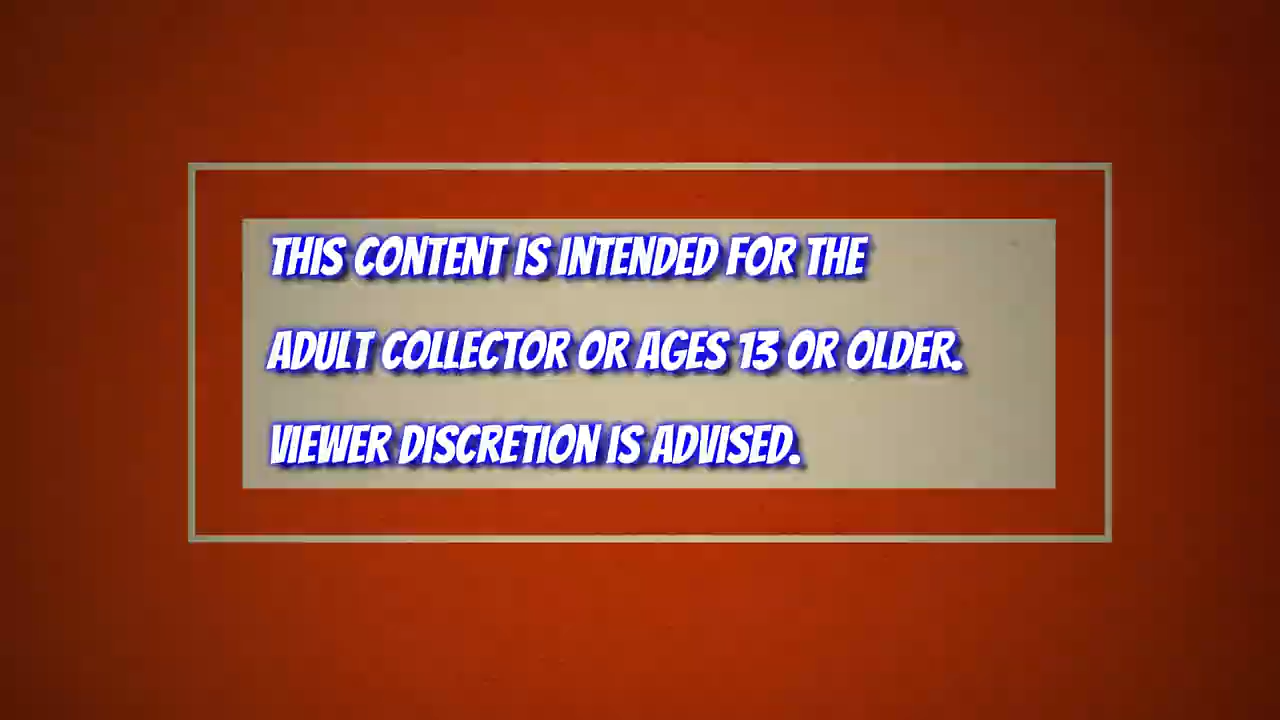 THIS CONTENT IS INTENDED FOR THE
ADULT COLLECTOR OR AGES 13 OR OLDER.
VIEWER DISCRETION IS ADVISED.